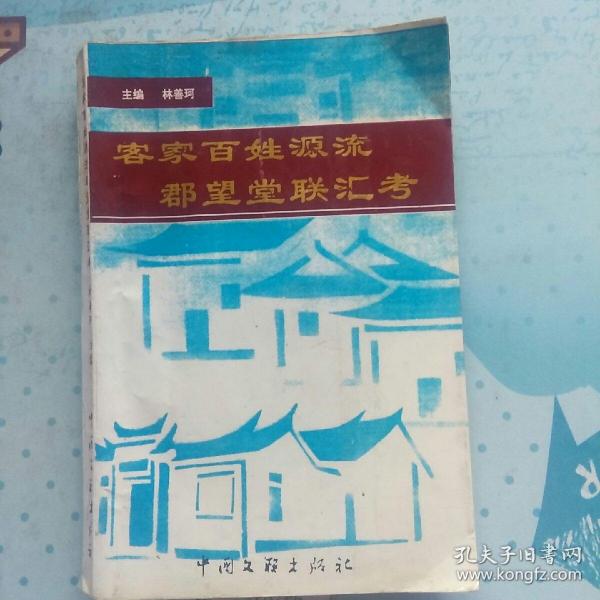 主编 林善珂
客家百姓源流
郡望堂联汇考
中国文联出版社
孔夫子旧书网
www.kongfz.com